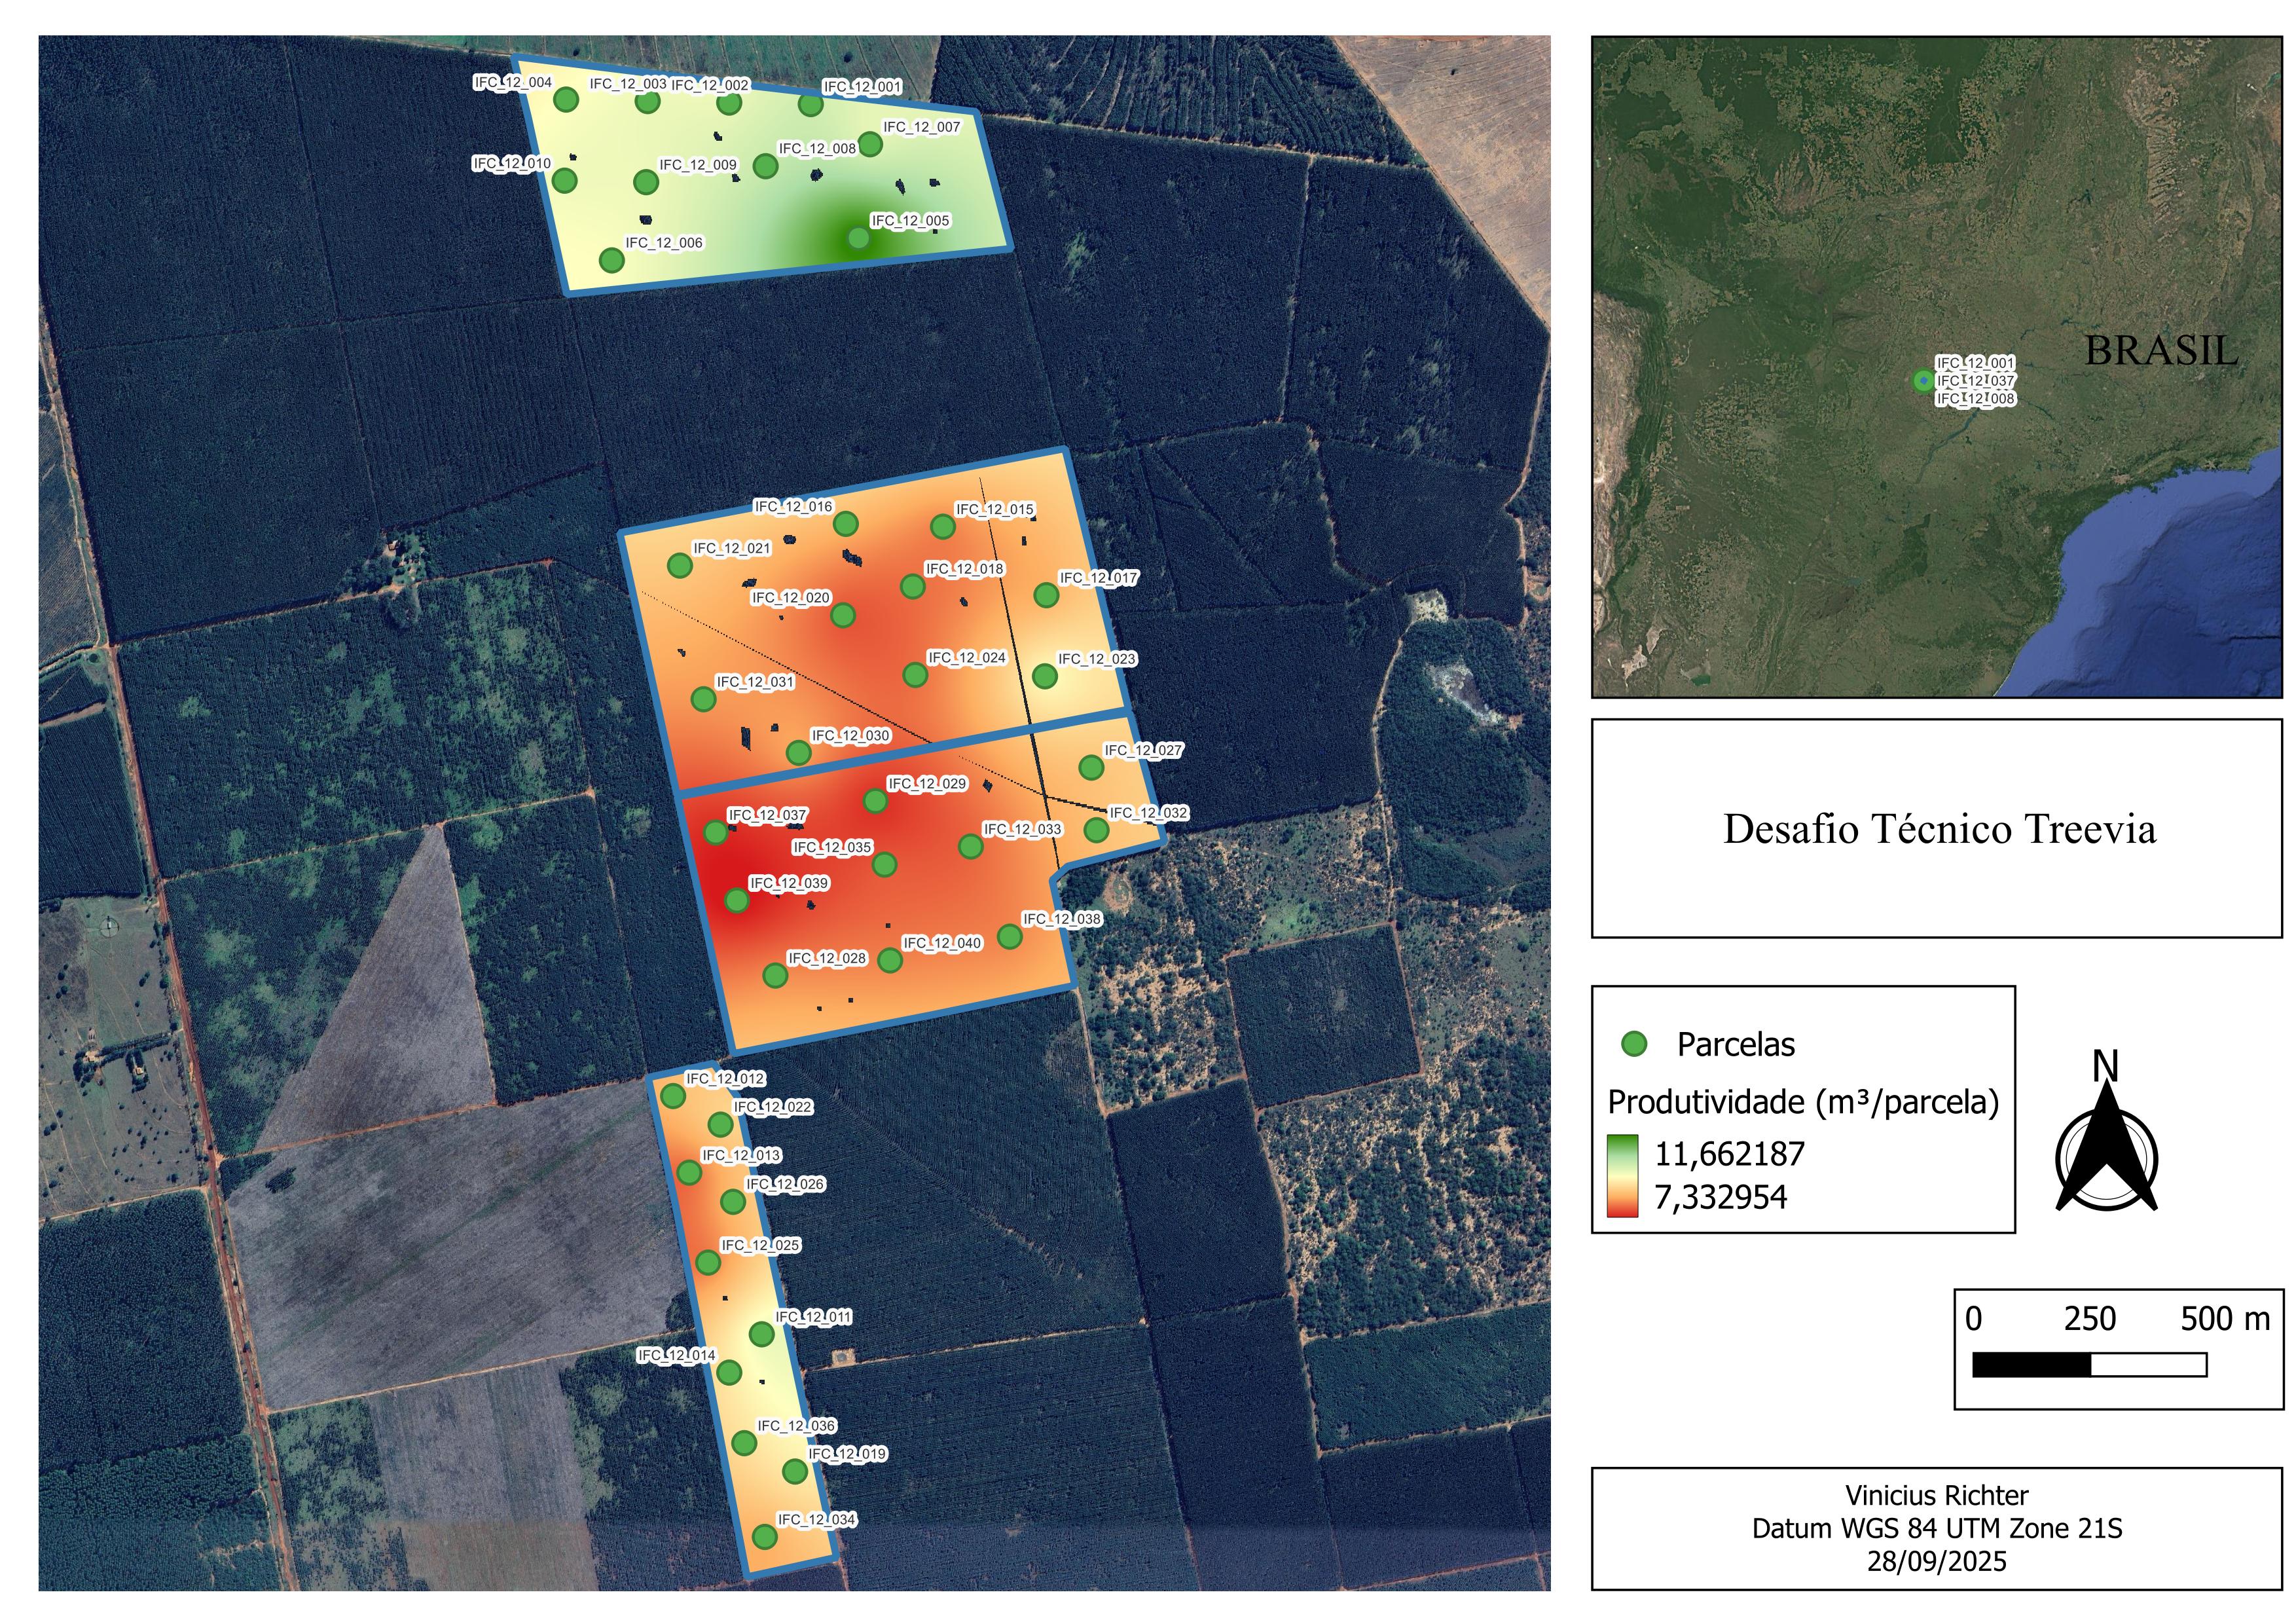 IFC_12_004
IFC_12_003
IFC_12_002
IFC_12_001
IFC_12_007
IFC_12_008
IFC_12_010
IFC_12_009
IFC_12_005
IFC_12_006
IFC_12_016
IFC_12_015
IFC_12_021
IFC_12_018
IFC_12_017
IFC_12_020
IFC_12_024
IFC_12_023
IFC_12_031
IFC_12_030
IFC_12_027
IFC_12_029
IFC_12_037
IFC_12_032
IFC_12_033
IFC_12_035
IFC_12_039
IFC_12_038
IFC_12_040
IFC_12_028
IFC_12_012
IFC_12_022
IFC_12_013
IFC_12_026
IFC_12_025
IFC_12_011
IFC_12_014
IFC_12_036
IFC_12_019
IFC_12_034
BRASIL
IFC_12_001
IFC_12_037
IFC_12_008
Desafio Técnico Treevia
Parcelas
Produtividade (m³/parcela)
11,662187
7,332954
N
0 250 500 m
Vinicius Richter
Datum WGS 84 UTM Zone 21S
28/09/2025